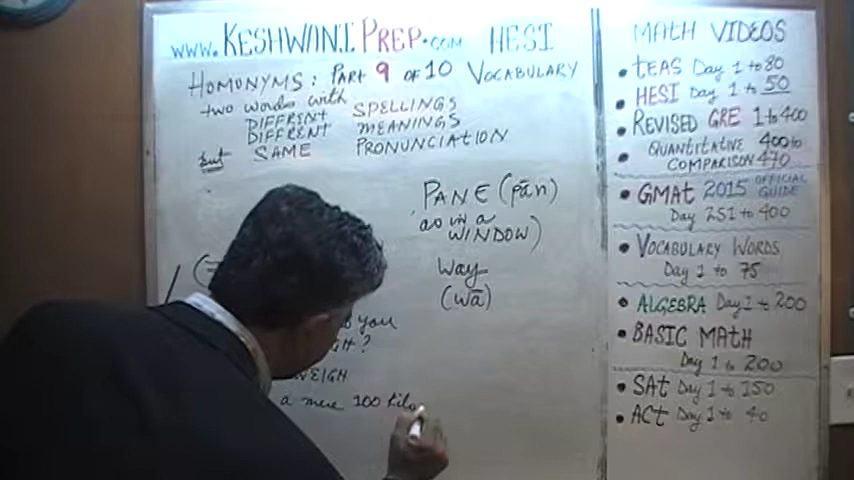 www.KESHWANIPREP.com HESI
HOMONYMS: PART 9 OF 10 VOCABULARY
two words with
DIFFRENT SPELLINGS
DIFFRENT MEANINGS
but SAME PRONUNCIATION
PANE (pān)
as in a
WINDOW)
Way
(wā)
you
GH?
WEIGH
a mere 100 kilo
MATH VIDEOS
• TEAS Day 1 to 80
• HESI Day 1 to 50
• REVISED GRE 1 to 400
• QUANTITATIVE 400 to
COMPARISON 470
• GMAT 2015 OFFICIAL GUIDE
Day 251 to 400
• VOCABULARY WORDS
Day 1 to 75
• ALGEBRA Day 1 to 200
• BASIC MATH
Day 1 to 200
• SAT Day 1 to 150
• ACT Day 1 to 40